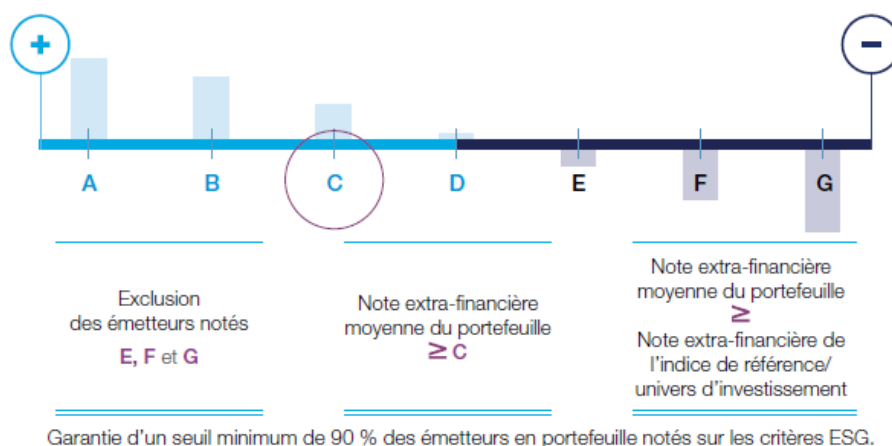 +
−
A B C D E F G
Exclusion
des émetteurs notés
E, F et G
Note extra-financière
moyenne du portefeuille
≥ C
Note extra-financière
moyenne du portefeuille
≥
Note extra-financière de
l'indice de référence/
univers d'investissement
Garantie d'un seuil minimum de 90 % des émetteurs en portefeuille notés sur les critères ESG.